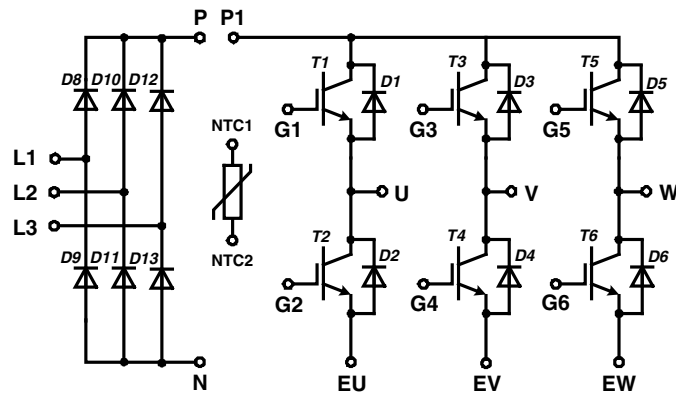 P P1
D8 D10 D12 T1 D1 T3 D3 T5 D5
G1 G3 G5
NTC1
L1
L2 U V W
L3
D9 D11 D13 NTC2 T2 D2 T4 D4 T6 D6
G2 G4 G6
N EU EV EW